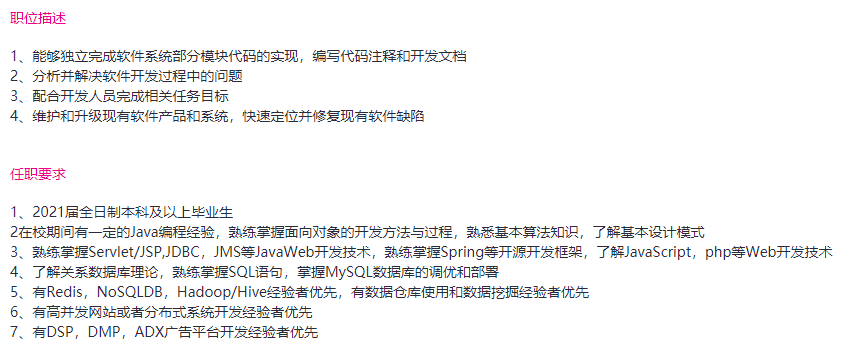 职位描述
1、能够独立完成软件系统部分模块代码的实现，编写代码注释和开发文档
2、分析并解决软件开发过程中的问题
3、配合开发人员完成相关任务目标
4、维护和升级现有软件产品和系统，快速定位并修复现有软件缺陷
任职要求
1、2021届全日制本科及以上毕业生
2在校期间有一定的Java编程经验，熟练掌握面向对象的开发方法与过程，熟悉基本算法知识，了解基本设计模式
3、熟练掌握Servlet/JSP,JDBC，JMS等JavaWeb开发技术，熟练掌握Spring等开源开发框架，了解JavaScript，php等Web开发技术
4、了解关系数据库理论，熟练掌握SQL语句，掌握MySQL数据库的调优和部署
5、有Redis，NoSQLDB，Hadoop/Hive经验者优先，有数据仓库使用和数据挖掘经验者优先
6、有高并发网站或者分布式系统开发经验者优先
7、有DSP，DMP，ADX广告平台开发经验者优先